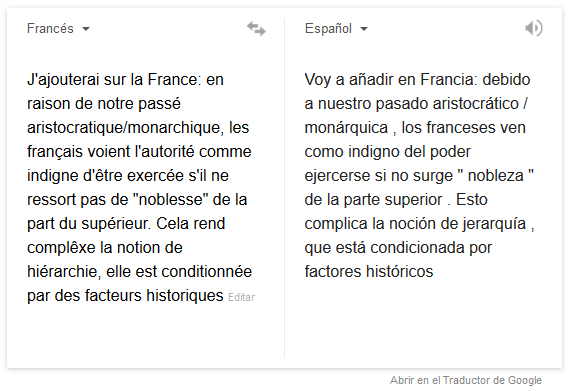 Francés
J'ajouterai sur la France: en
raison de notre passé
aristocratique/monarchique, les
français voient l'autorité comme
indigne d'être exercée s'il ne
ressort pas de "noblesse" de la
part du supérieur. Cela rend
complêxe la notion de
hiérarchie, elle est conditionnée
par des facteurs historiques Editar
Español
Voy a añadir en Francia: debido
a nuestro pasado aristocrático /
monárquica , los franceses ven
como indigno del poder
ejercerse si no surge " nobleza "
de la parte superior . Esto
complica la noción de jerarquía ,
que está condicionada por
factores históricos
Abrir en el Traductor de Google